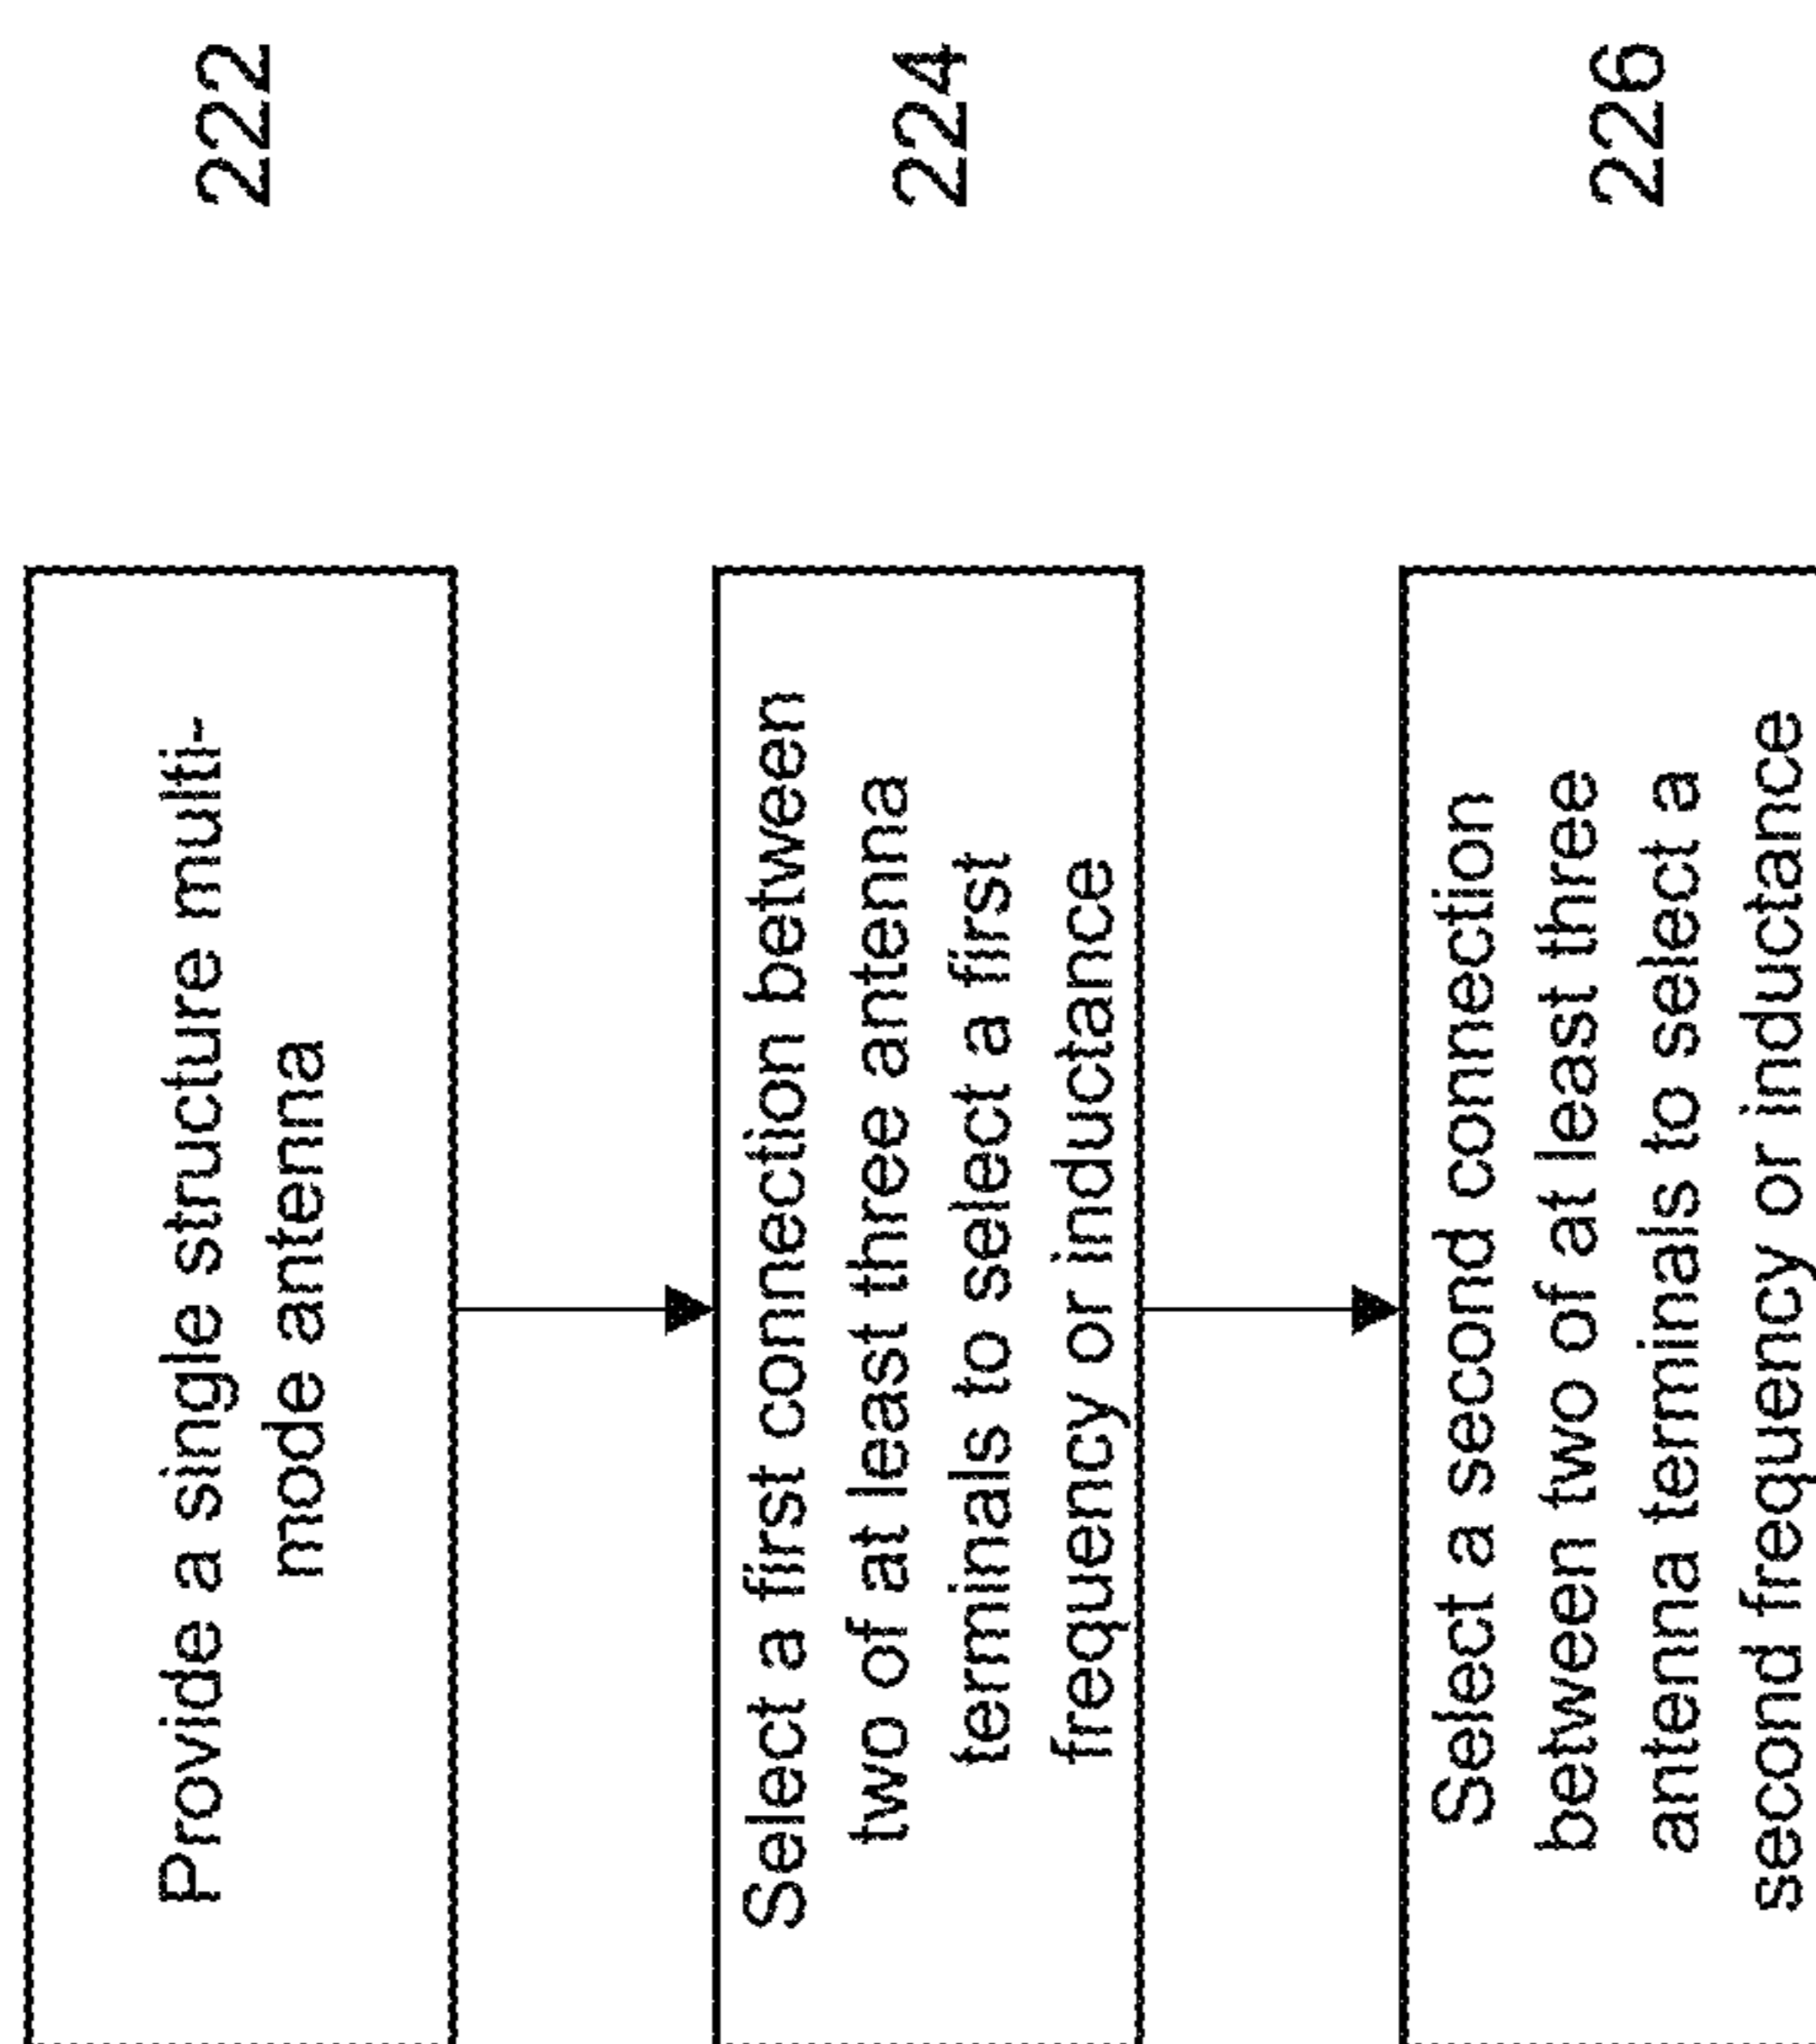 Provide a single structure multi-
mode antenna
222
Select a first connection between
two of at least three antenna
terminals to select a first
frequency or inductance
224
Select a second connection
between two of at least three
antenna terminals to select a
second frequency or inductance
226